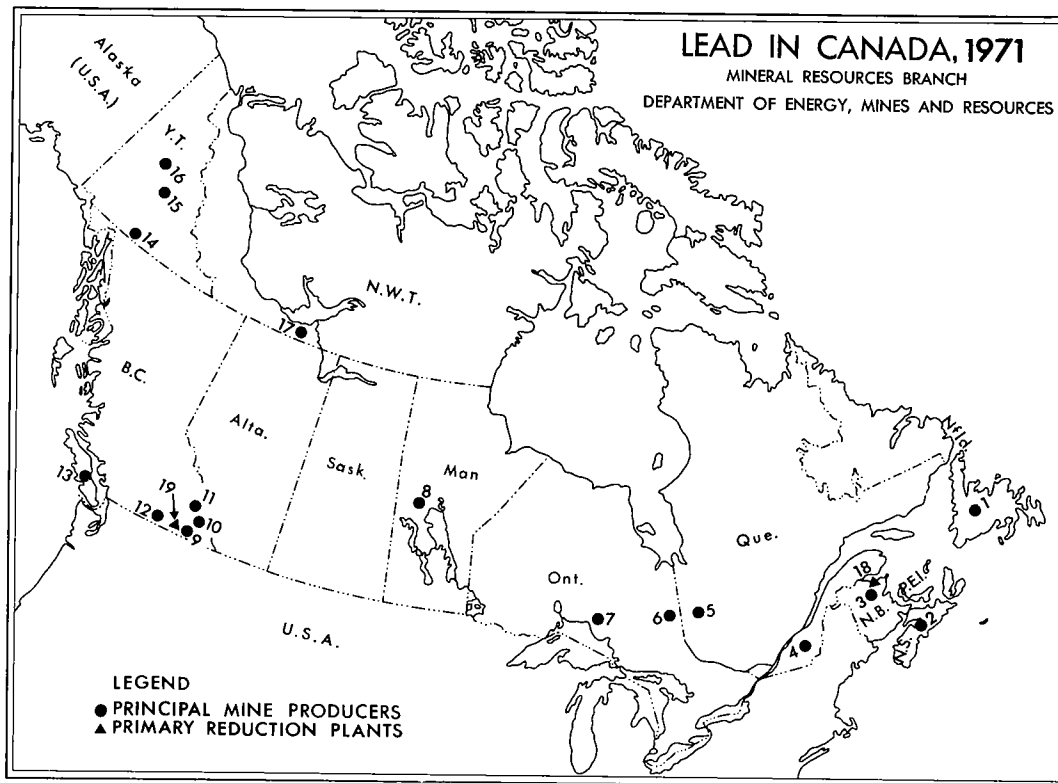 LEAD IN CANADA, 1971
MINERAL RESOURCES BRANCH
DEPARTMENT OF ENERGY, MINES AND RESOURCES
Alaska
(U.S.A.)
Y.T.
16
15
14
N.W.T.
17
B.C.
Alta.
Sask.
Man
Nfld.
13
19
11
12
10
9
8
1
Que.
Ont.
18
P.E.I.
3
N.B.
2
N.S.
7
6
5
4
U.S.A.
LEGEND
● PRINCIPAL MINE PRODUCERS
▲ PRIMARY REDUCTION PLANTS